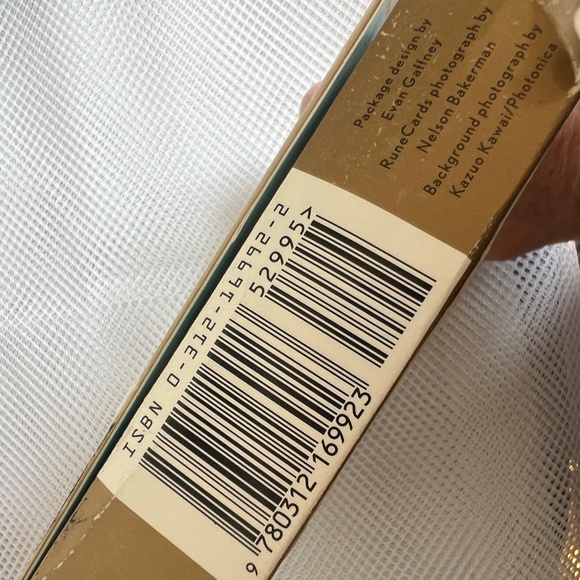 Package design by
Evan Gaffney
RuneCards photograph by
Nelson Bakerman
Background photograph by
Kazuo Kawai/Photonica
ISBN 0-312-16992-2
52995>
9 780312 169923